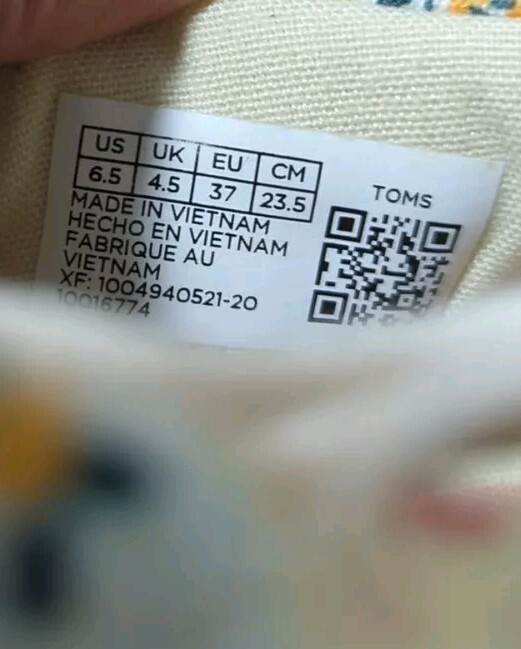 US UK EU CM
6.5 4.5 37 23.5
MADE IN VIETNAM
HECHO EN VIETNAM
FABRIQUE AU
VIETNAM
XF: 1004940521-20
10016774
TOMS